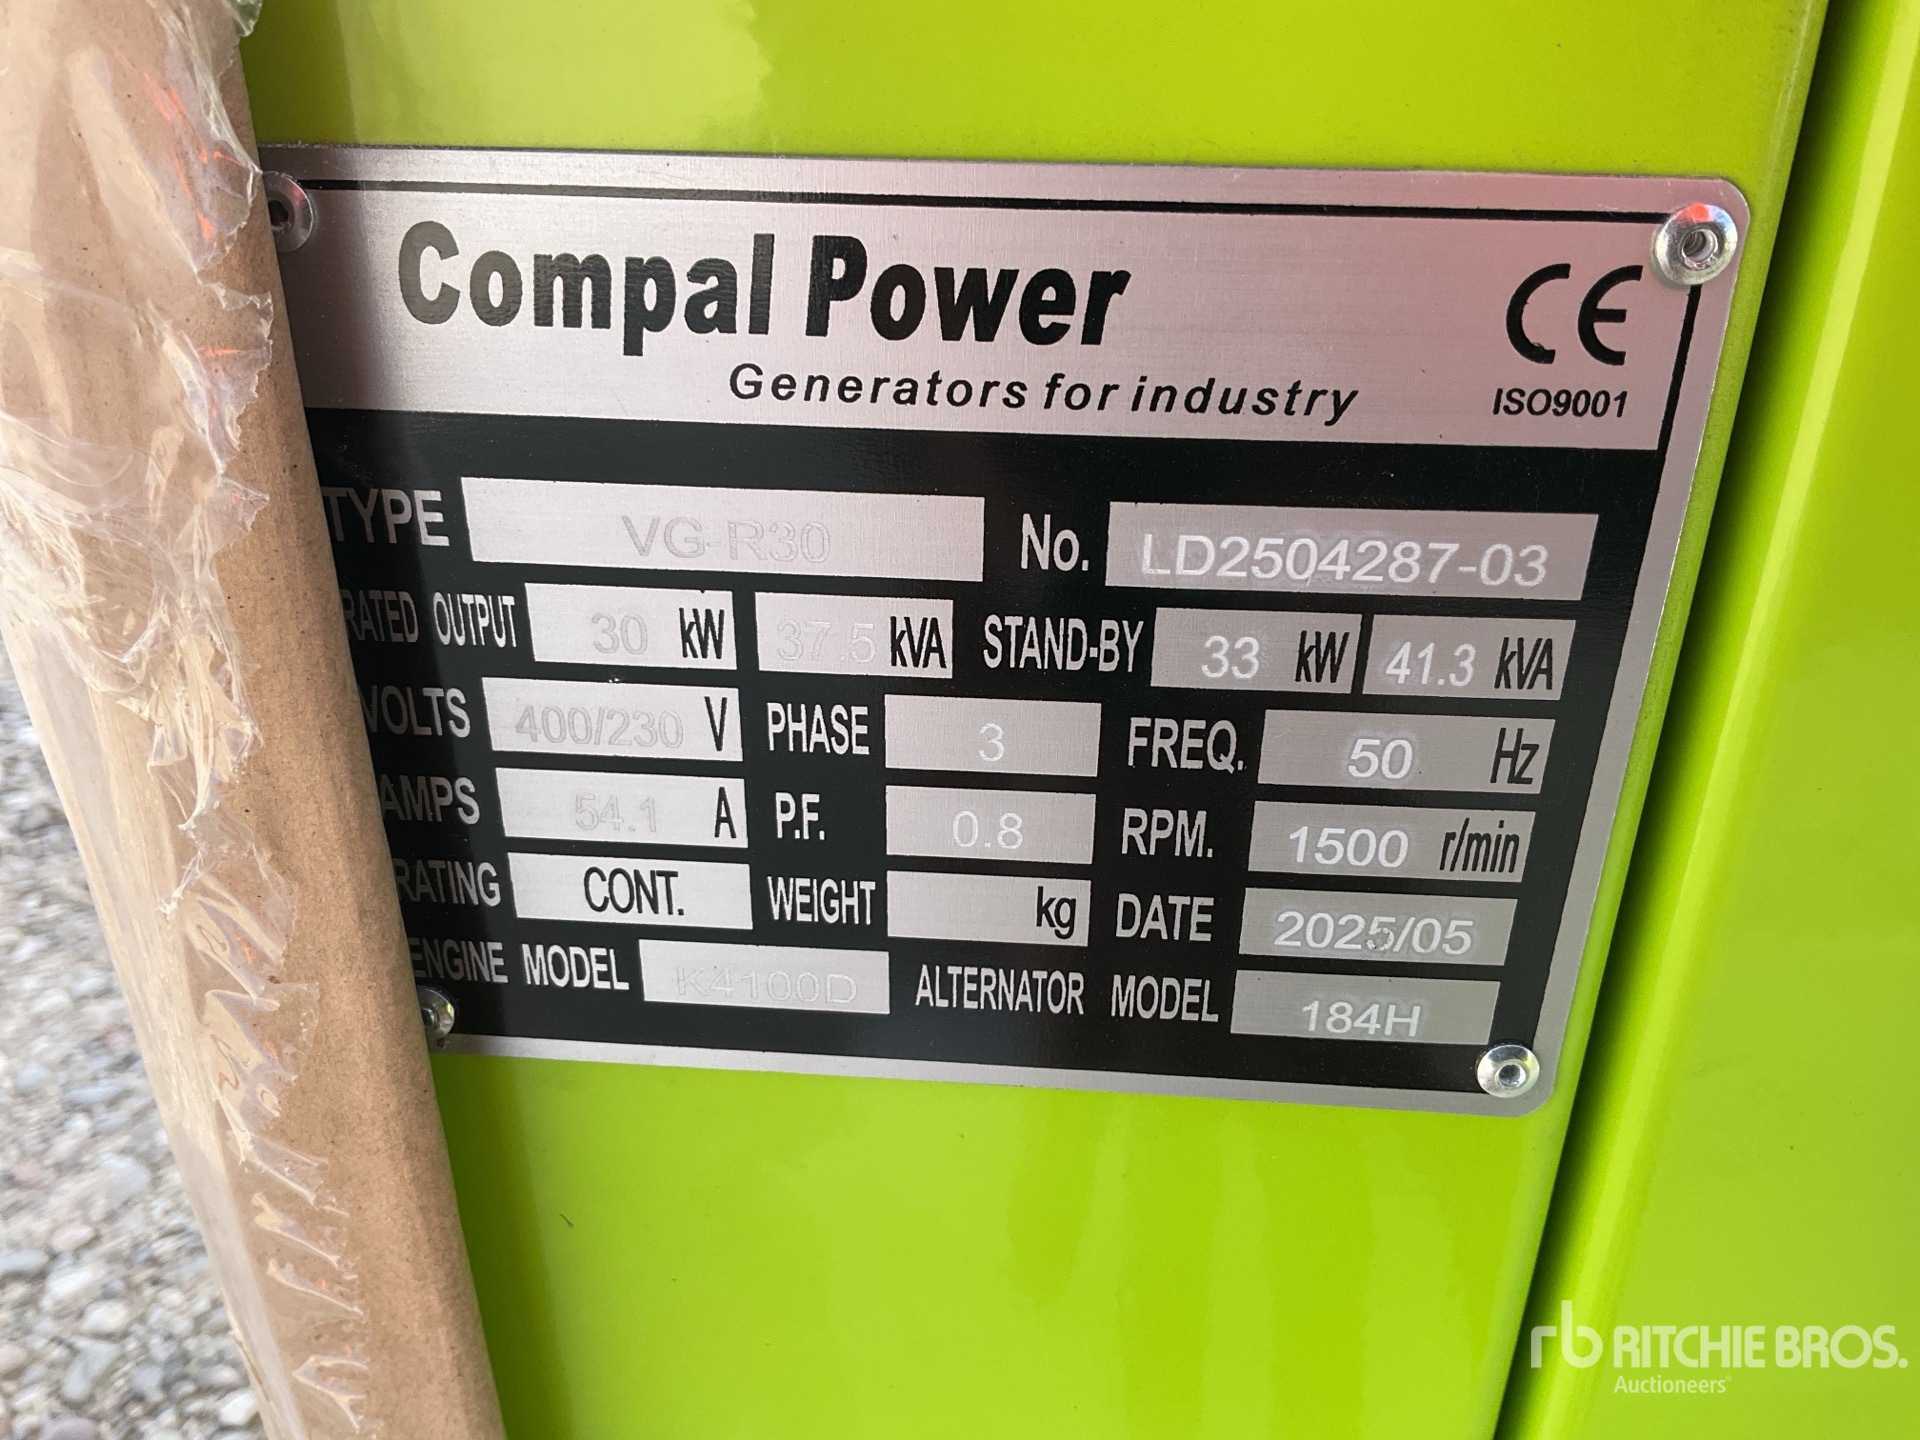 Compal Power
Generators for industry
CE
ISO9001
TYPE VG-R30 No. LD2504287-03
RATED OUTPUT 30 kW 37.5 kVA STAND-BY 33 kW 41.3 kVA
VOLTS 400/230 V PHASE 3 FREQ. 50 Hz
AMPS 54.1 A P.F. 0.8 RPM. 1500 r/min
RATING CONT. WEIGHT kg DATE 2025/05
ENGINE MODEL K4100D ALTERNATOR MODEL 184H
rb RITCHIE BROS.
Auctioneers